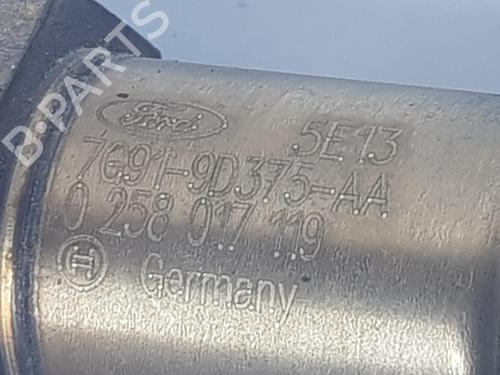 B-PARTS
Ford 5E13
7G91-9D375-AA
0 258 017 119
Germany